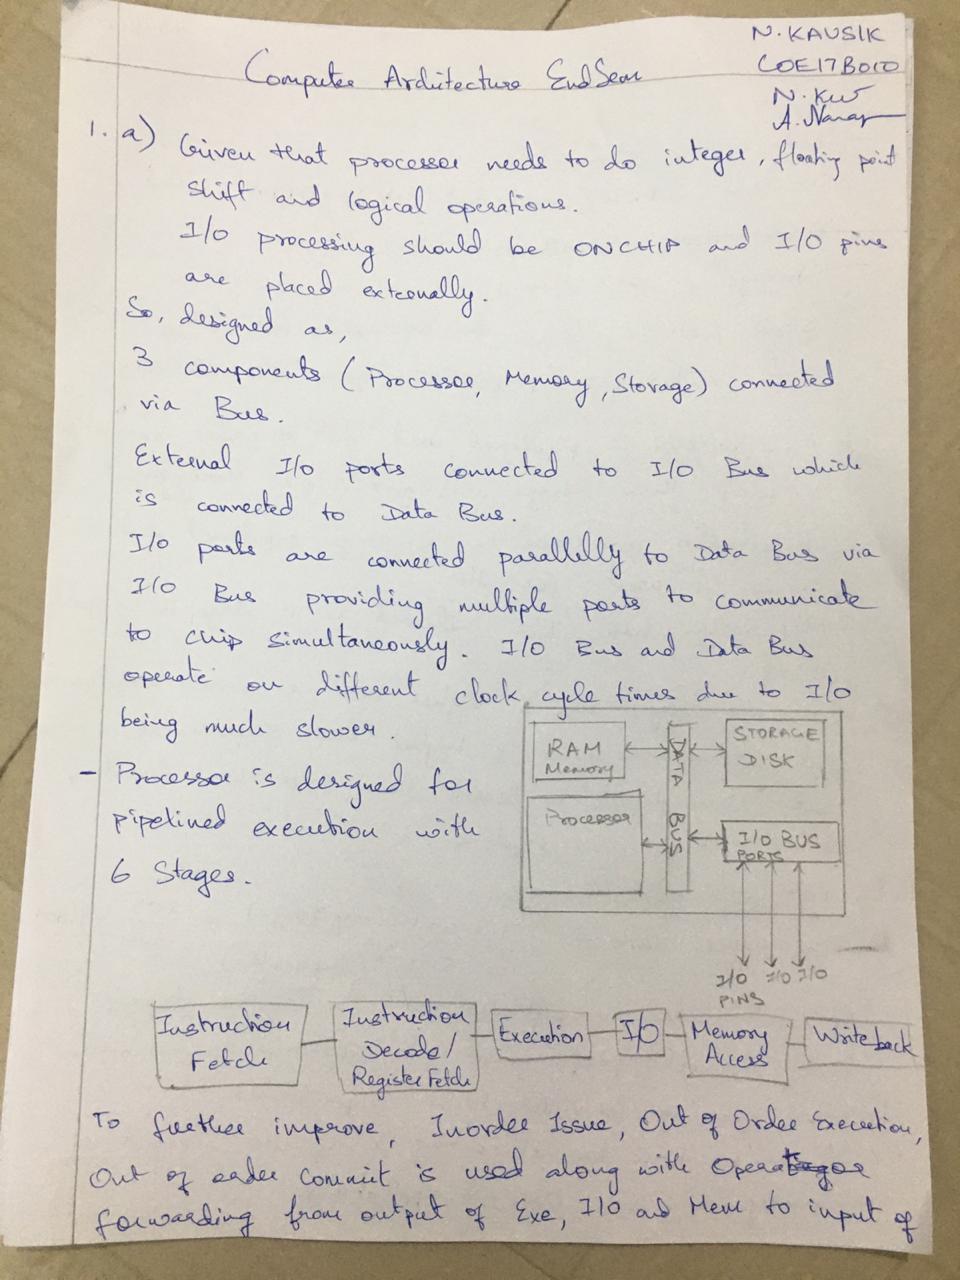 N. KAUSIK
COE17B010
Computer Architecture EndSem
1. a) Given that processor needs to do integer, floating point
shift and logical operations.
I/O processing should be ONCHIP and I/O pins
are placed externally.
So, designed as,
3 components (Processor, Memory, Storage) connected
via Bus.
External I/O ports connected to I/O Bus which
is connected to Data Bus.
I/O ports are connected parallelly to Data Bus via
I/O Bus providing multiple ports to communicate
to chip simultaneously. I/O Bus and Data Bus
operate on different clock cycle times due to I/O
being much slower.
- Processor is designed for
pipelined execution with
6 Stages.
RAM
Memory
DATA BUS
STORAGE
DISK
Processor
I/O BUS
PORTS
I/O I/O I/O
PINS
Instruction
Fetch
Instruction
Decode/
Register Fetch
Execution
I/O
Memory
Access
Writeback
To further improve, Inorder Issue, Out of Order Execution,
Out of order Commit is used along with
forwarding from output of Exe, I/O and Mem to input of